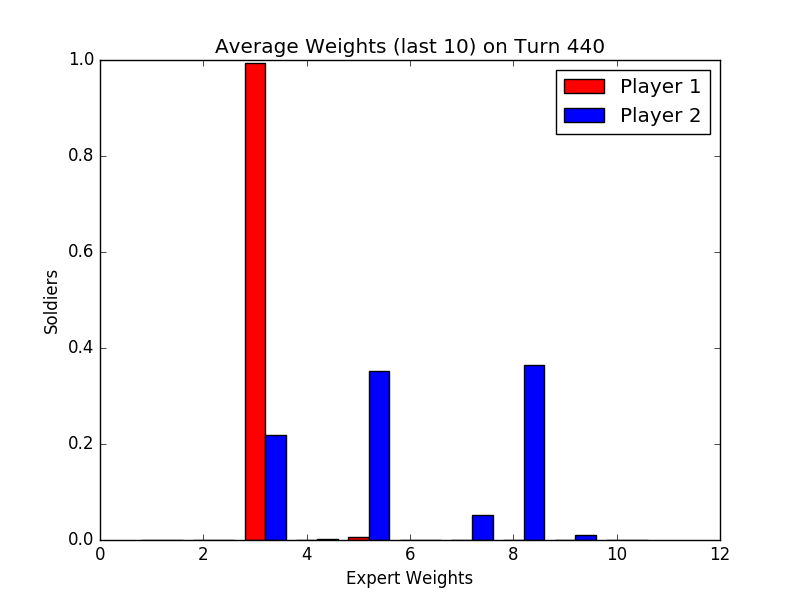 Average Weights (last 10) on Turn 440
1.0
0.8
0.6
0.4
0.2
0.0
Soldiers
Player 1
Player 2
0 2 4 6 8 10 12
Expert Weights